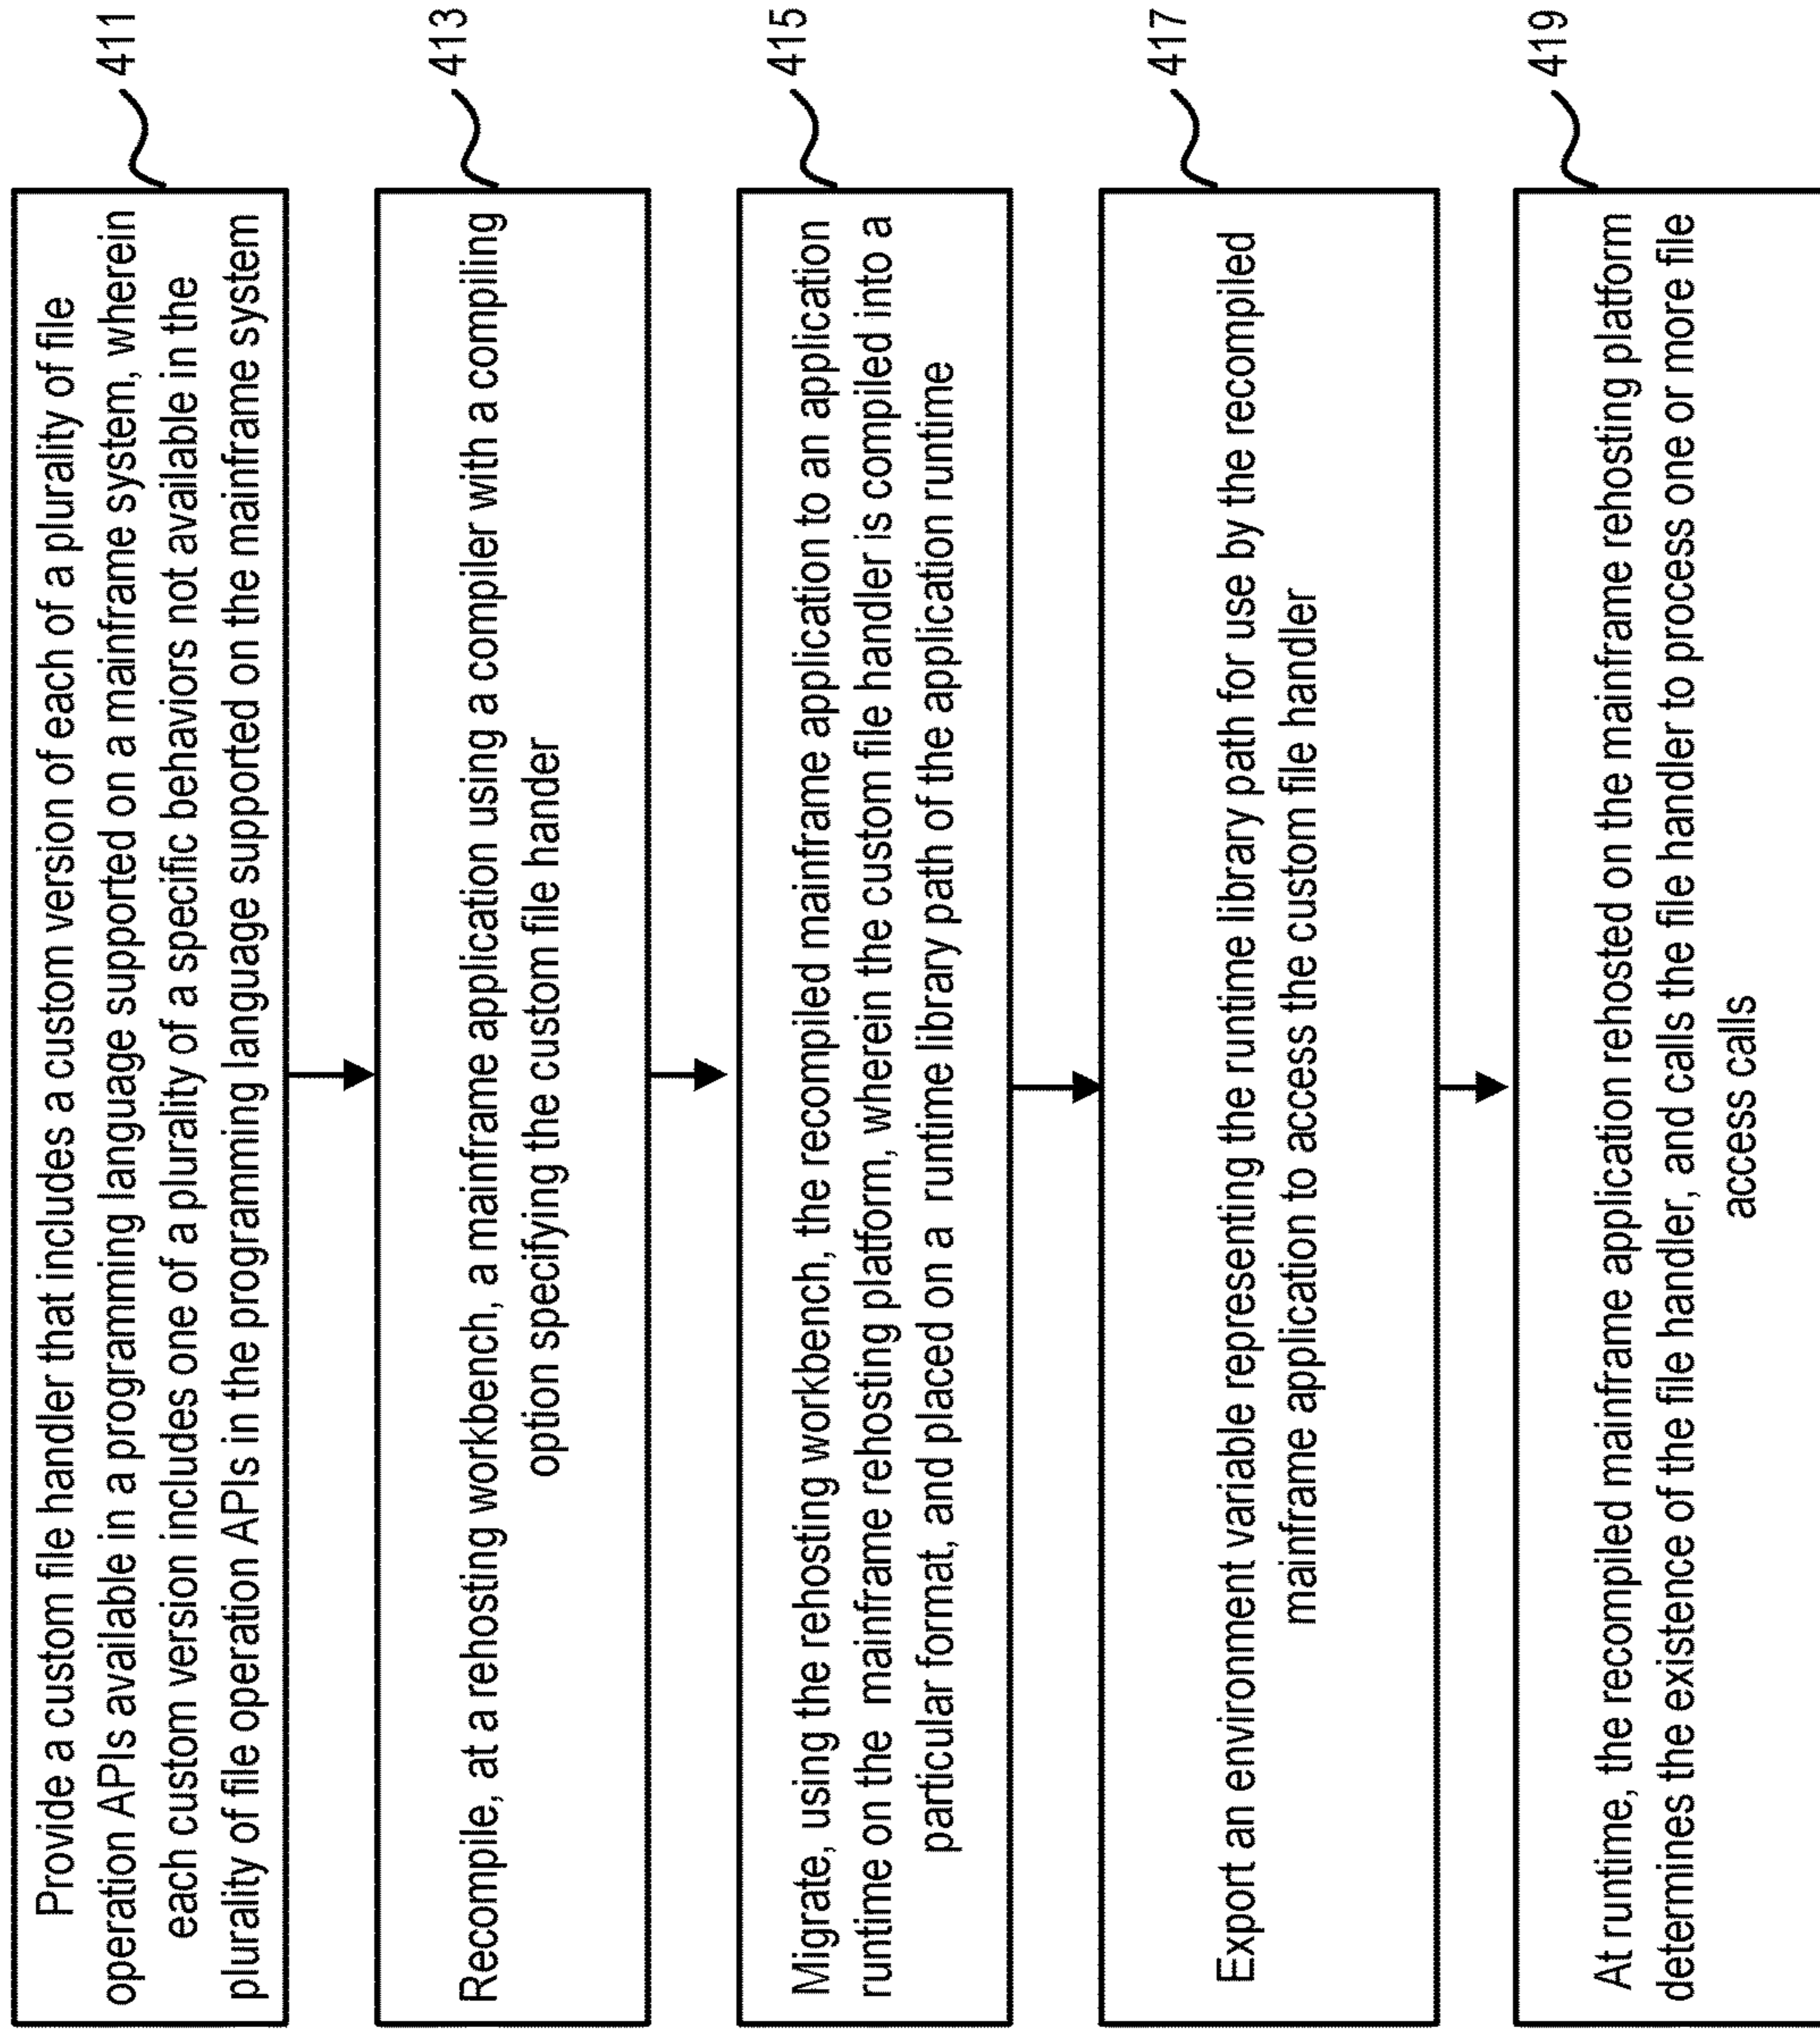 Provide a custom file handler that includes a custom version of each of a plurality of file
operation APIs available in a programming language supported on a mainframe system, wherein
each custom version includes one of a plurality of a specific behaviors not available in the
plurality of file operation APIs in the programming language supported on the mainframe system
411
Recompile, at a rehosting workbench, a mainframe application using a compiler with a compiling
option specifying the custom file hander
413
Migrate, using the rehosting workbench, the recompiled mainframe application to an application
runtime on the mainframe rehosting platform, wherein the custom file handler is compiled into a
particular format, and placed on a runtime library path of the application runtime
415
Export an environment variable representing the runtime library path for use by the recompiled
mainframe application to access the custom file handler
417
At runtime, the recompiled mainframe application rehosted on the mainframe rehosting platform
determines the existence of the file handler, and calls the file handler to process one or more file
access calls
419